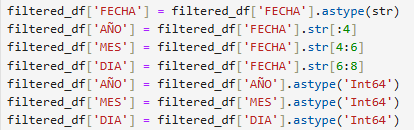 filtered_df['FECHA'] = filtered_df['FECHA'].astype(str)
filtered_df['AÑO'] = filtered_df['FECHA'].str[:4]
filtered_df['MES'] = filtered_df['FECHA'].str[4:6]
filtered_df['DIA'] = filtered_df['FECHA'].str[6:8]
filtered_df['AÑO'] = filtered_df['AÑO'].astype('Int64')
filtered_df['MES'] = filtered_df['MES'].astype('Int64')
filtered_df['DIA'] = filtered_df['DIA'].astype('Int64')